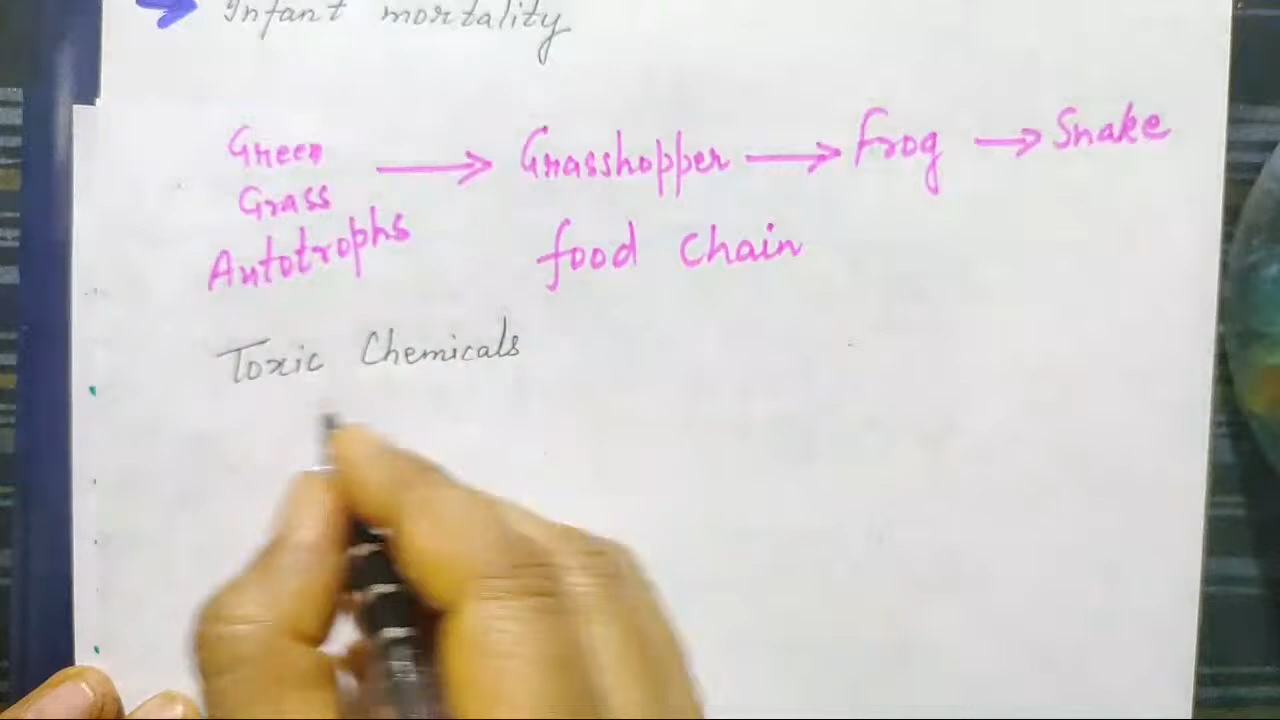 Infant mortality
Green
Grass
Autotrophs
→ Grasshopper → Frog → Snake
food chain
Toxic Chemicals